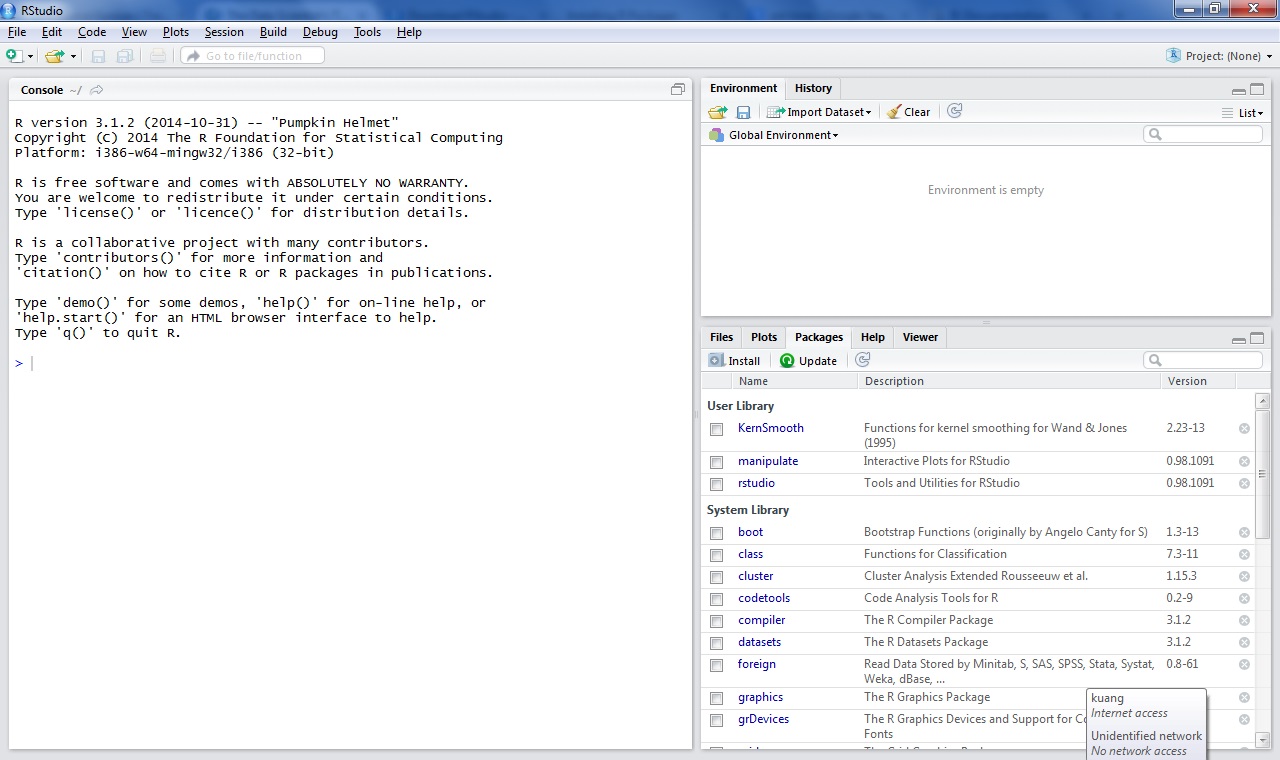 RStudio
File Edit Code View Plots Session Build Debug Tools Help
Go to file/function
Project: (None)
Console ~/
R version 3.1.2 (2014-10-31) -- "Pumpkin Helmet"
Copyright (C) 2014 The R Foundation for Statistical Computing
Platform: i386-w64-mingw32/i386 (32-bit)
R is free software and comes with ABSOLUTELY NO WARRANTY.
You are welcome to redistribute it under certain conditions.
Type 'license()' or 'licence()' for distribution details.
R is a collaborative project with many contributors.
Type 'contributors()' for more information and
'citation()' on how to cite R or R packages in publications.
Type 'demo()' for some demos, 'help()' for on-line help, or
'help.start()' for an HTML browser interface to help.
Type 'q()' to quit R.
>
Environment History
Import Dataset Clear List
Global Environment
Environment is empty
Files Plots Packages Help Viewer
Install Update
Name Description Version
User Library
KernSmooth Functions for kernel smoothing for Wand & Jones 2.23-13
(1995)
manipulate Interactive Plots for RStudio 0.98.1091
rstudio Tools and Utilities for RStudio 0.98.1091
System Library
boot Bootstrap Functions (originally by Angelo Canty for S) 1.3-13
class Functions for Classification 7.3-11
cluster Cluster Analysis Extended Rousseeuw et al. 1.15.3
codetools Code Analysis Tools for R 0.2-9
compiler The R Compiler Package 3.1.2
datasets The R Datasets Package 3.1.2
foreign Read Data Stored by Minitab, S, SAS, SPSS, Stata, Systat, 0.8-61
Weka, dBase, ...
graphics The R Graphics Package
grDevices The R Graphics Devices and Support for
Fonts
kuang
Internet access
Unidentified network
No network access